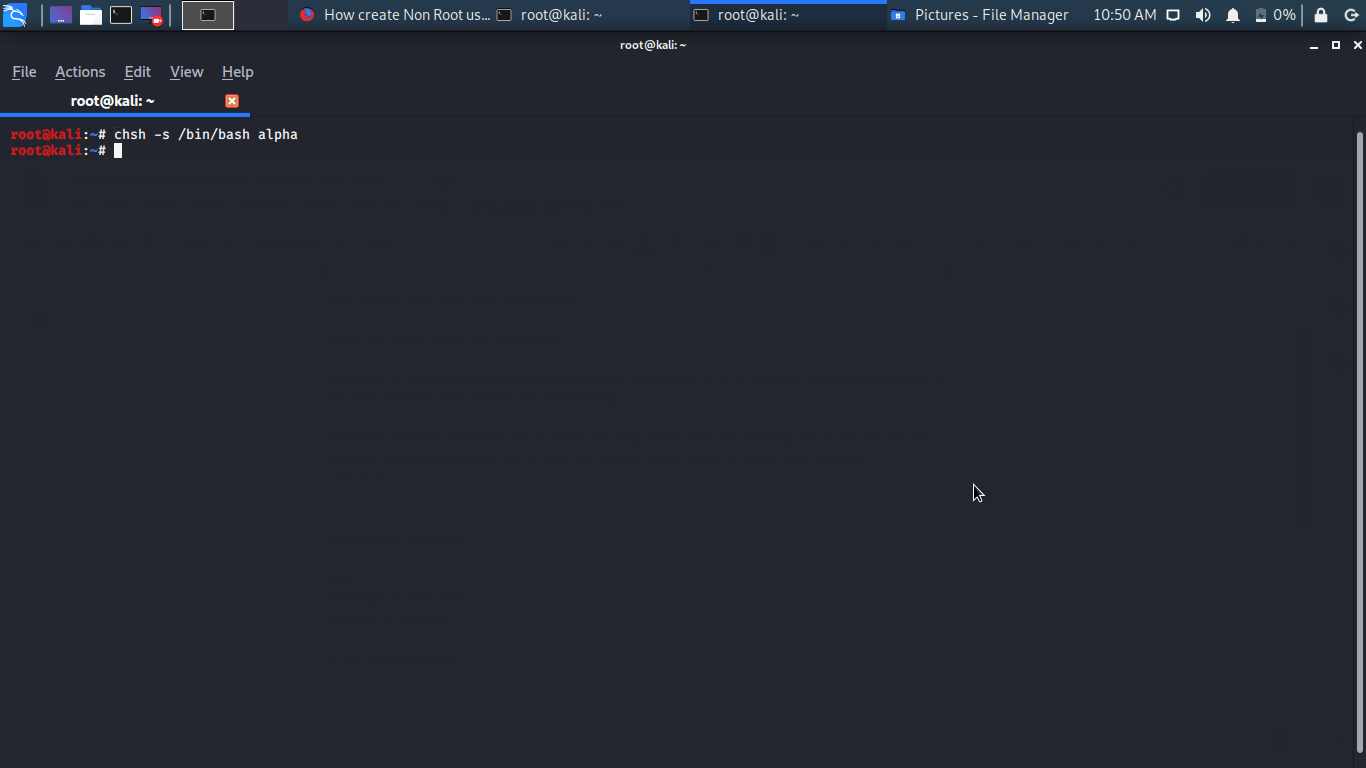 How create Non Root us... root@kali: ~ root@kali: ~ Pictures - File Manager 10:50 AM 0%
root@kali: ~
File Actions Edit View Help
root@kali: ~
root@kali:~# chsh -s /bin/bash alpha
root@kali:~#